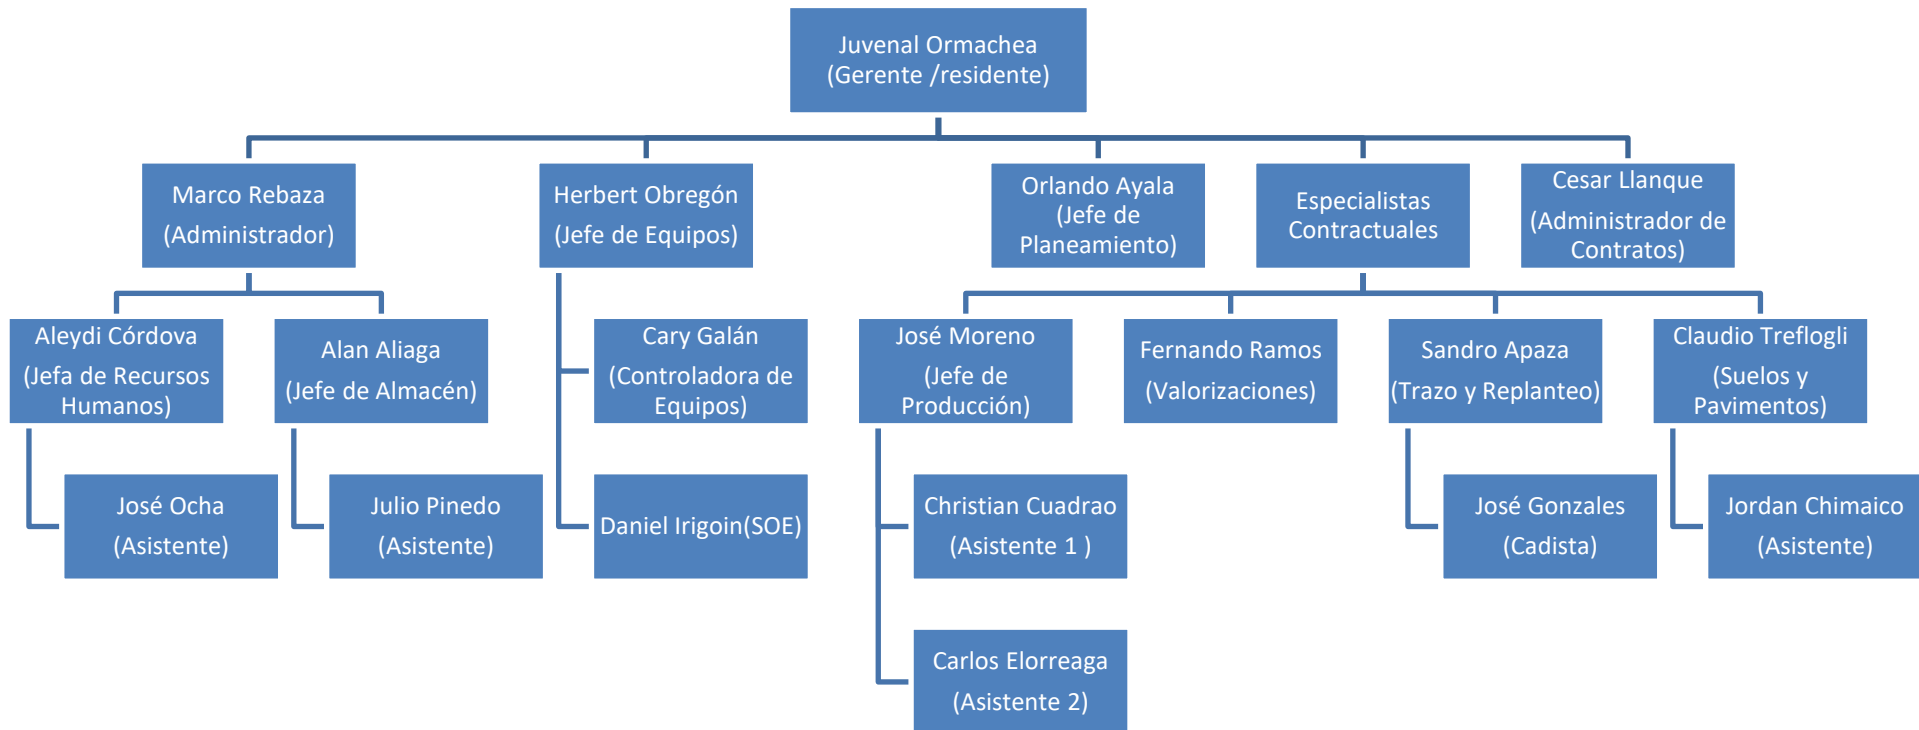 Juvenal Ormachea
(Gerente /residente)
Marco Rebaza
(Administrador)
Herbert Obregón
(Jefe de Equipos)
Orlando Ayala
(Jefe de
Planeamiento)
Especialistas
Contractuales
Cesar Llanque
(Administrador de
Contratos)
Aleydi Córdova
(Jefa de Recursos
Humanos)
Alan Aliaga
(Jefe de Almacén)
Cary Galán
(Controladora de
Equipos)
José Moreno
(Jefe de
Producción)
Fernando Ramos
(Valorizaciones)
Sandro Apaza
(Trazo y Replanteo)
Claudio Treflogli
(Suelos y
Pavimentos)
José Ocha
(Asistente)
Julio Pinedo
(Asistente)
Daniel Irigoin(SOE)
Christian Cuadrao
(Asistente 1 )
José Gonzales
(Cadista)
Jordan Chimaico
(Asistente)
Carlos Elorreaga
(Asistente 2)